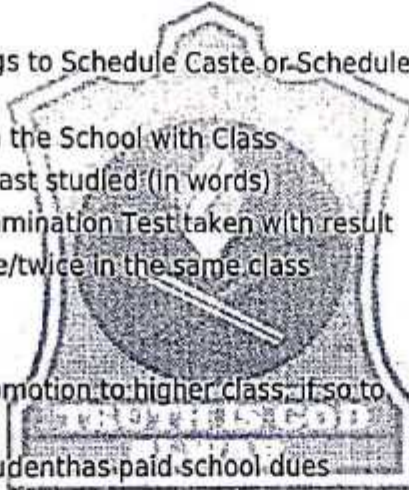 gs to Schedule Caste or Schedule
the School with Class
ast studied (in words)
mination Test taken with result
e/twice in the same class
motion to higher class, if so to
TRUTH IS GOD
udenthas paid school dues